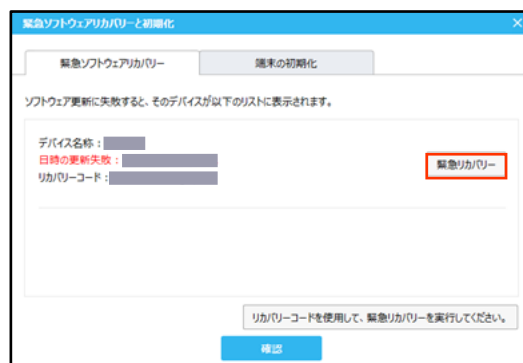 緊急ソフトウェアリカバリーと初期化
緊急ソフトウェアリカバリー
端末の初期化
ソフトウェア更新に失敗すると、そのデバイスが以下のリストに表示されます。
デバイス名称：
日時の更新失敗：
リカバリーコード：
緊急リカバリー
リカバリーコードを使用して、緊急リカバリーを実行してください。
確認